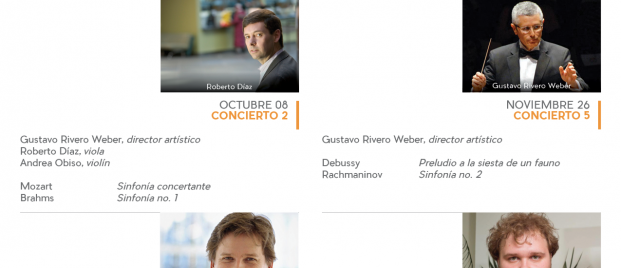 Roberto Díaz
OCTUBRE 08
CONCIERTO 2
Gustavo Rivero Weber, director artístico
Roberto Díaz, viola
Andrea Obiso, violín
Mozart Sinfonía concertante
Brahms Sinfonía no. 1
Gustavo Rivero Weber
NOVIEMBRE 26
CONCIERTO 5
Gustavo Rivero Weber, director artístico
Debussy Preludio a la siesta de un fauno
Rachmaninov Sinfonía no. 2